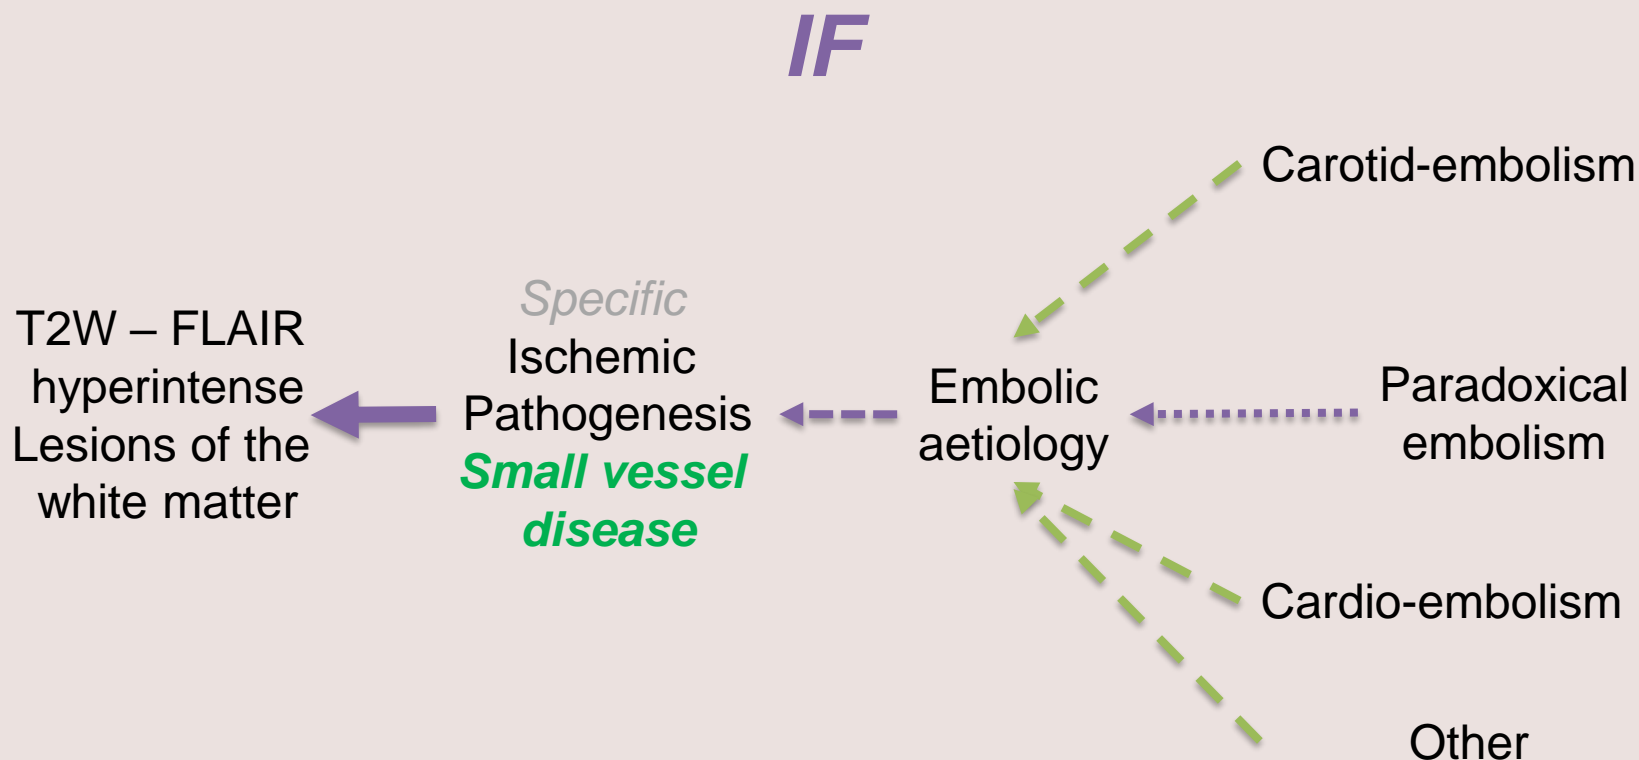 IF
Carotid-embolism
T2W – FLAIR
hyperintense
Lesions of the
white matter
Specific
Ischemic
Pathogenesis
Small vessel
disease
Embolic
aetiology
Paradoxical
embolism
Cardio-embolism
Other